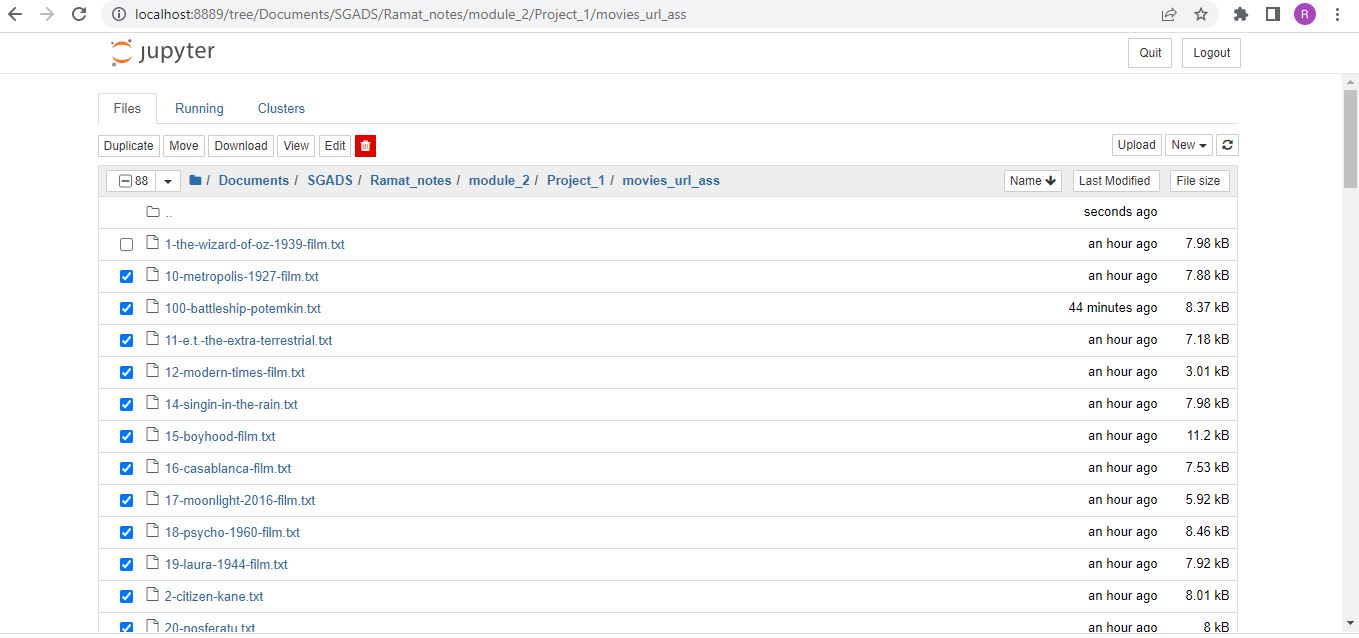 localhost:8889/tree/Documents/SGADS/Ramat_notes/module_2/Project_1/movies_url_ass
R
jupyter
Quit Logout
Files Running Clusters
Duplicate Move Download View Edit
Upload New
88 / Documents / SGADS / Ramat_notes / module_2 / Project_1 / movies_url_ass
Name Last Modified File size
.. seconds ago
1-the-wizard-of-oz-1939-film.txt an hour ago 7.98 kB
10-metropolis-1927-film.txt an hour ago 7.88 kB
100-battleship-potemkin.txt 44 minutes ago 8.37 kB
11-e.t.-the-extra-terrestrial.txt an hour ago 7.18 kB
12-modern-times-film.txt an hour ago 3.01 kB
14-singin-in-the-rain.txt an hour ago 7.98 kB
15-boyhood-film.txt an hour ago 11.2 kB
16-casablanca-film.txt an hour ago 7.53 kB
17-moonlight-2016-film.txt an hour ago 5.92 kB
18-psycho-1960-film.txt an hour ago 8.46 kB
19-laura-1944-film.txt an hour ago 7.92 kB
2-citizen-kane.txt an hour ago 8.01 kB
20-nosferatu.txt an hour ago 8 kB